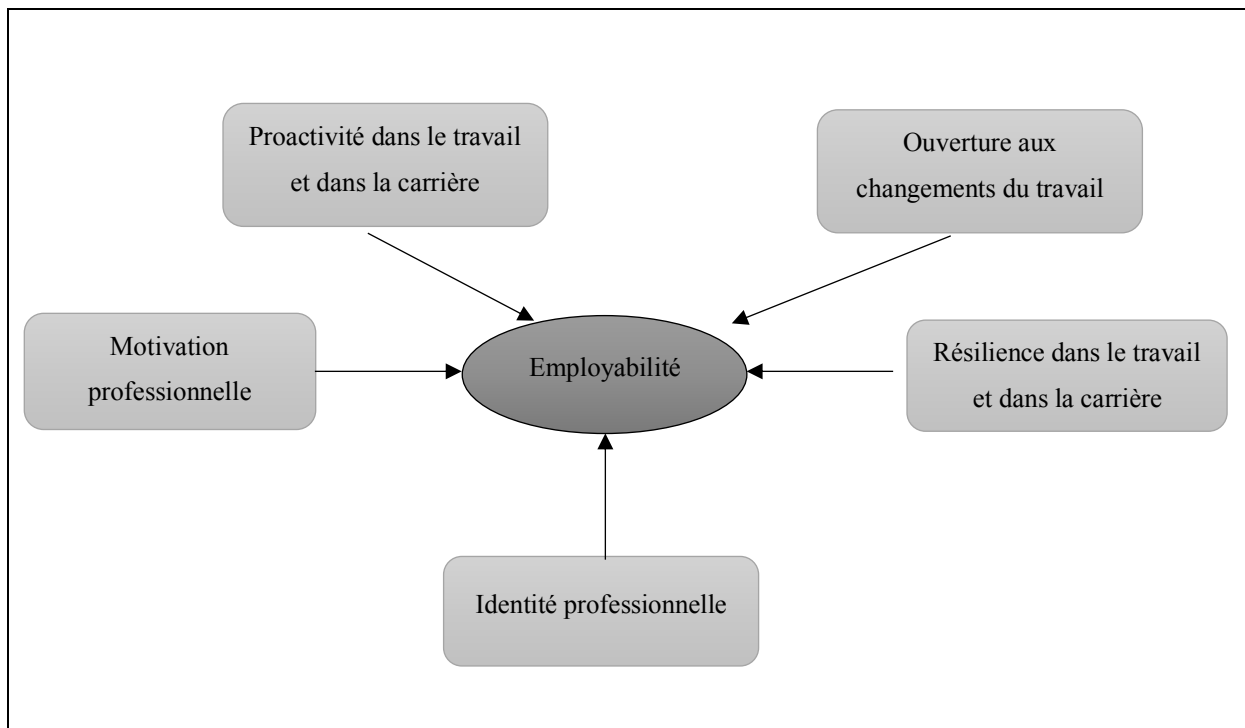 Proactivité dans le travail
et dans la carrière
Ouverture aux
changements du travail
Motivation
professionnelle
Employabilité
Résilience dans le travail
et dans la carrière
Identité professionnelle